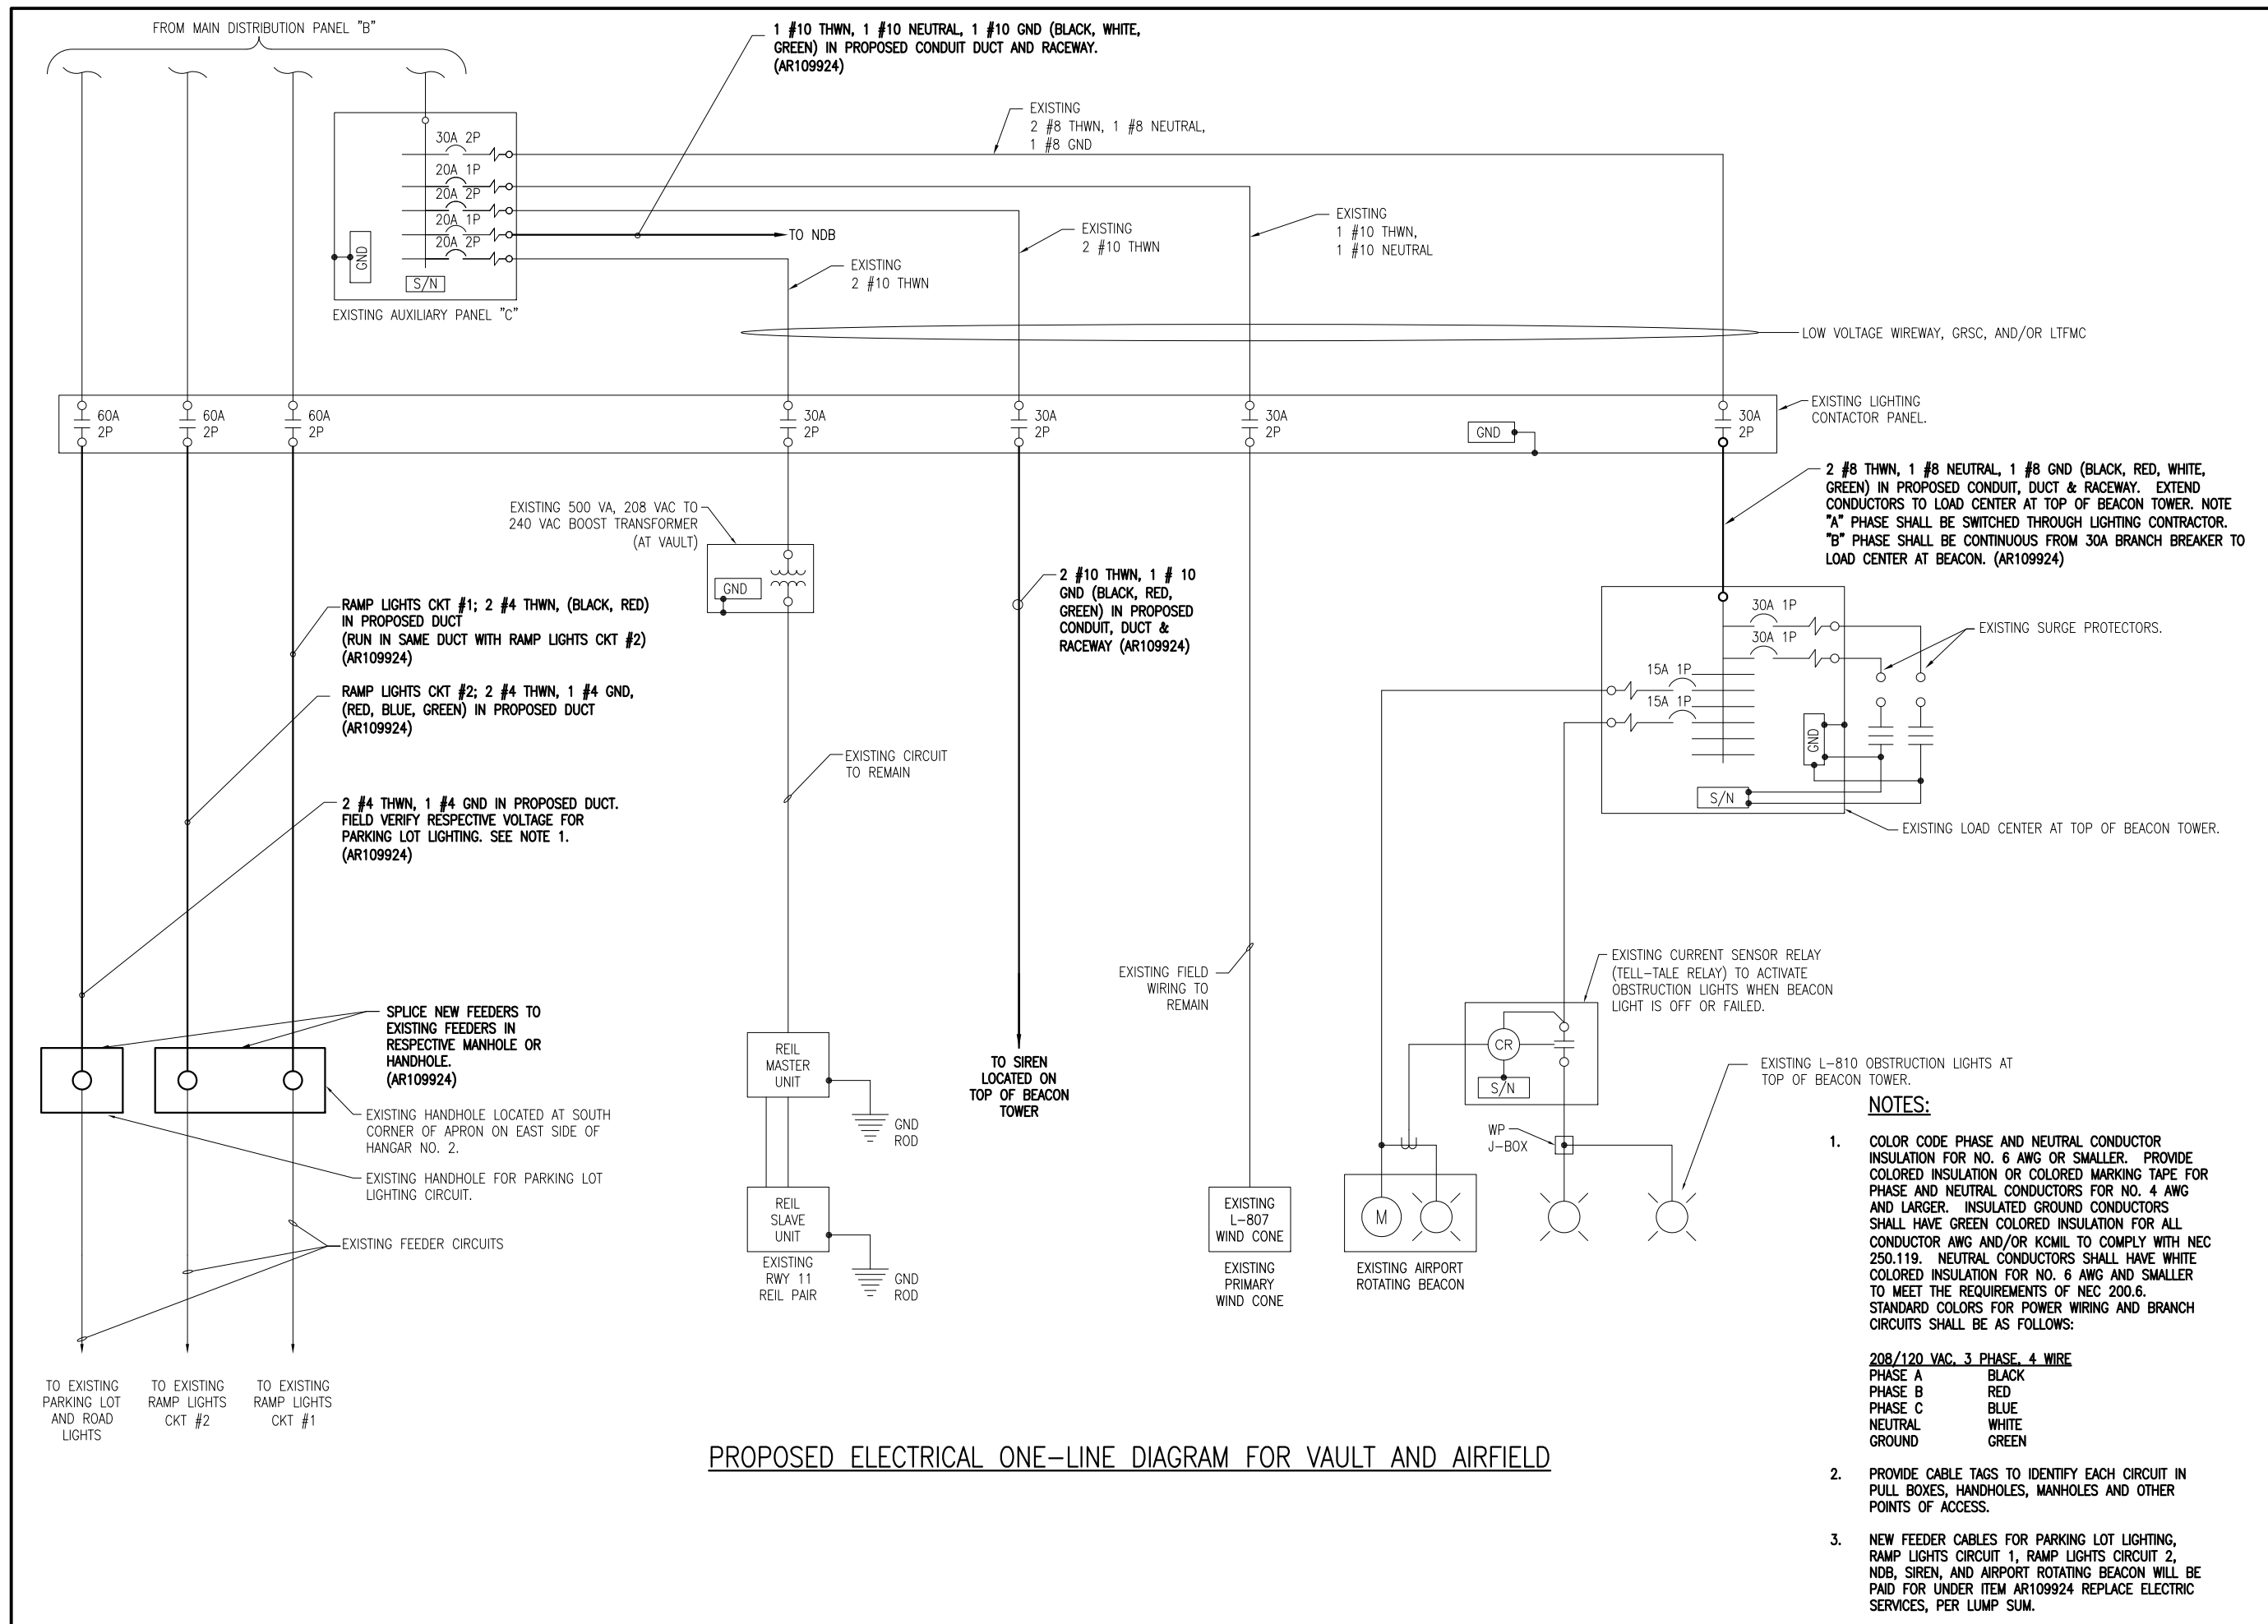 FROM MAIN DISTRIBUTION PANEL "B"
1 #10 THWN, 1 #10 NEUTRAL, 1 #10 GND (BLACK, WHITE,
GREEN) IN PROPOSED CONDUIT DUCT AND RACEWAY.
(AR109924)
EXISTING
2 #8 THWN, 1 #8 NEUTRAL,
1 #8 GND
30A 2P
20A 1P
20A 2P
20A 1P
20A 2P
GND
S/N
EXISTING AUXILIARY PANEL "C"
TO NDB
EXISTING
2 #10 THWN
EXISTING
2 #10 THWN
EXISTING
1 #10 THWN,
1 #10 NEUTRAL
LOW VOLTAGE WIREWAY, GRSC, AND/OR LTFMC
60A
2P
60A
2P
60A
2P
30A
2P
30A
2P
30A
2P
GND
30A
2P
EXISTING LIGHTING
CONTACTOR PANEL.
2 #8 THWN, 1 #8 NEUTRAL, 1 #8 GND (BLACK, RED, WHITE,
GREEN) IN PROPOSED CONDUIT, DUCT & RACEWAY. EXTEND
CONDUCTORS TO LOAD CENTER AT TOP OF BEACON TOWER. NOTE
"A" PHASE SHALL BE SWITCHED THROUGH LIGHTING CONTRACTOR.
"B" PHASE SHALL BE CONTINUOUS FROM 30A BRANCH BREAKER TO
LOAD CENTER AT BEACON. (AR109924)
EXISTING 500 VA, 208 VAC TO
240 VAC BOOST TRANSFORMER
(AT VAULT)
GND
2 #10 THWN, 1 # 10
GND (BLACK, RED,
GREEN) IN PROPOSED
CONDUIT, DUCT &
RACEWAY (AR109924)
RAMP LIGHTS CKT #1; 2 #4 THWN, (BLACK, RED)
IN PROPOSED DUCT
(RUN IN SAME DUCT WITH RAMP LIGHTS CKT #2)
(AR109924)
RAMP LIGHTS CKT #2; 2 #4 THWN, 1 #4 GND,
(RED, BLUE, GREEN) IN PROPOSED DUCT
(AR109924)
2 #4 THWN, 1 #4 GND IN PROPOSED DUCT.
FIELD VERIFY RESPECTIVE VOLTAGE FOR
PARKING LOT LIGHTING. SEE NOTE 1.
(AR109924)
EXISTING CIRCUIT
TO REMAIN
30A 1P
30A 1P
15A 1P
15A 1P
GND
S/N
EXISTING SURGE PROTECTORS.
EXISTING LOAD CENTER AT TOP OF BEACON TOWER.
EXISTING FIELD
WIRING TO
REMAIN
EXISTING CURRENT SENSOR RELAY
(TELL-TALE RELAY) TO ACTIVATE
OBSTRUCTION LIGHTS WHEN BEACON
LIGHT IS OFF OR FAILED.
CR
S/N
WP
J-BOX
EXISTING L-810 OBSTRUCTION LIGHTS AT
TOP OF BEACON TOWER.
SPLICE NEW FEEDERS TO
EXISTING FEEDERS IN
RESPECTIVE MANHOLE OR
HANDHOLE.
(AR109924)
EXISTING HANDHOLE LOCATED AT SOUTH
CORNER OF APRON ON EAST SIDE OF
HANGAR NO. 2.
EXISTING HANDHOLE FOR PARKING LOT
LIGHTING CIRCUIT.
EXISTING FEEDER CIRCUITS
REIL
MASTER
UNIT
GND
ROD
REIL
SLAVE
UNIT
GND
ROD
EXISTING
RWY 11
REIL PAIR
TO SIREN
LOCATED ON
TOP OF BEACON
TOWER
EXISTING
L-807
WIND CONE
EXISTING
PRIMARY
WIND CONE
M
EXISTING AIRPORT
ROTATING BEACON
TO EXISTING
PARKING LOT
AND ROAD
LIGHTS
TO EXISTING
RAMP LIGHTS
CKT #2
TO EXISTING
RAMP LIGHTS
CKT #1
PROPOSED ELECTRICAL ONE-LINE DIAGRAM FOR VAULT AND AIRFIELD
NOTES:
1. COLOR CODE PHASE AND NEUTRAL CONDUCTOR
INSULATION FOR NO. 6 AWG OR SMALLER. PROVIDE
COLORED INSULATION OR COLORED MARKING TAPE FOR
PHASE AND NEUTRAL CONDUCTORS FOR NO. 4 AWG
AND LARGER. INSULATED GROUND CONDUCTORS
SHALL HAVE GREEN COLORED INSULATION FOR ALL
CONDUCTOR AWG AND/OR KCMIL TO COMPLY WITH NEC
250.119. NEUTRAL CONDUCTORS SHALL HAVE WHITE
COLORED INSULATION FOR NO. 6 AWG AND SMALLER
TO MEET THE REQUIREMENTS OF NEC 200.6.
STANDARD COLORS FOR POWER WIRING AND BRANCH
CIRCUITS SHALL BE AS FOLLOWS:
208/120 VAC, 3 PHASE, 4 WIRE
PHASE A BLACK
PHASE B RED
PHASE C BLUE
NEUTRAL WHITE
GROUND GREEN
2. PROVIDE CABLE TAGS TO IDENTIFY EACH CIRCUIT IN
PULL BOXES, HANDHOLES, MANHOLES AND OTHER
POINTS OF ACCESS.
3. NEW FEEDER CABLES FOR PARKING LOT LIGHTING,
RAMP LIGHTS CIRCUIT 1, RAMP LIGHTS CIRCUIT 2,
NDB, SIREN, AND AIRPORT ROTATING BEACON WILL BE
PAID FOR UNDER ITEM AR109924 REPLACE ELECTRIC
SERVICES, PER LUMP SUM.